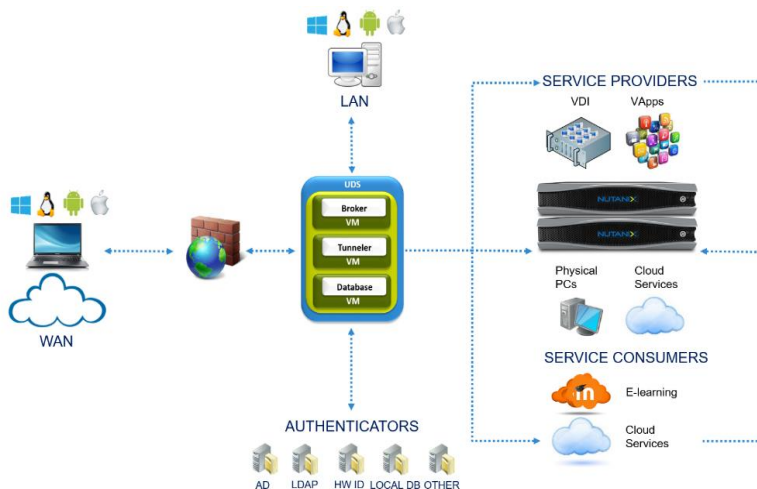 LAN
WAN
UDS
Broker
VM
Tunneler
VM
Database
VM
AUTHENTICATORS
AD
LDAP
HW ID
LOCAL DB
OTHER
SERVICE PROVIDERS
VDI
VApps
NUTANIX
NUTANIX
Physical
PCs
Cloud
Services
SERVICE CONSUMERS
m
E-learning
Cloud
Services